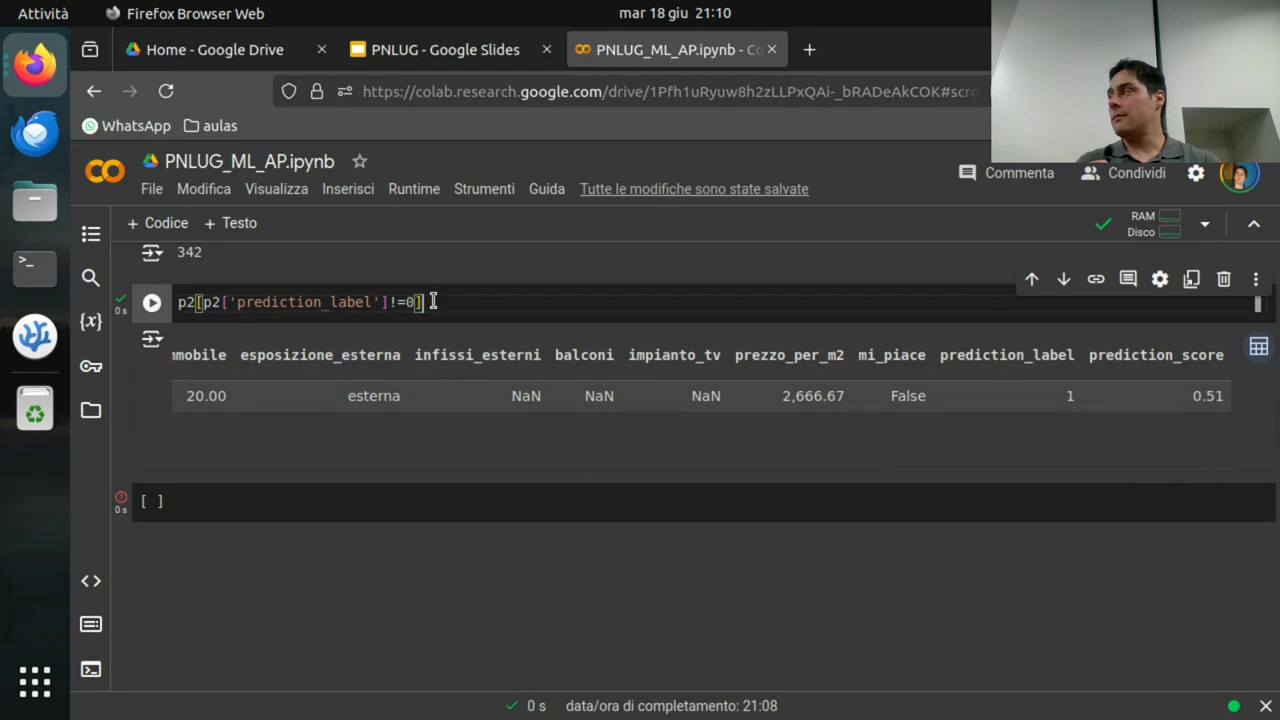 Attività
Firefox Browser Web
mar 18 giu 21:10
Home - Google Drive
PNLUG - Google Slides
PNLUG_ML_AP.ipynb - Co
https://colab.research.google.com/drive/1Pfh1uRyuw8h2zLLPxQAi-_bRADeAkCOK#scro
WhatsApp
aulas
PNLUG_ML_AP.ipynb
Commenta
Condividi
File Modifica Visualizza Inserisci Runtime Strumenti Guida Tutte le modifiche sono state salvate
+ Codice + Testo
RAM
Disco
342
0s
p2[p2['prediction_label']!=0]
mmobile esposizione_esterna infissi_esterni balconi impianto_tv prezzo_per_m2 mi_piace prediction_label prediction_score
20.00 esterna NaN NaN NaN 2,666.67 False 1 0.51
[ ]
0s
0 s data/ora di completamento: 21:08